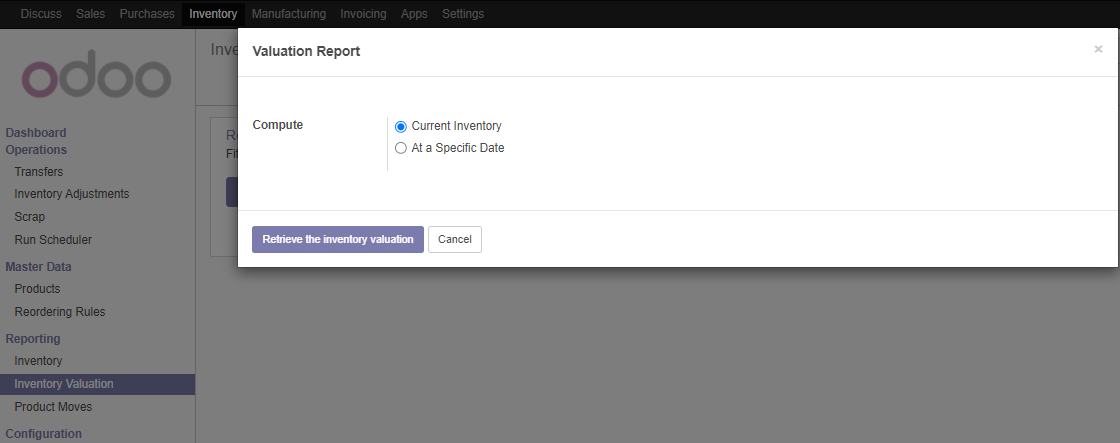 Discuss Sales Purchases Inventory Manufacturing Invoicing Apps Settings
odoo
Dashboard
Operations
Transfers
Inventory Adjustments
Scrap
Run Scheduler
Master Data
Products
Reordering Rules
Reporting
Inventory
Inventory Valuation
Product Moves
Configuration
Valuation Report
×
Compute
Current Inventory
At a Specific Date
Retrieve the inventory valuation Cancel